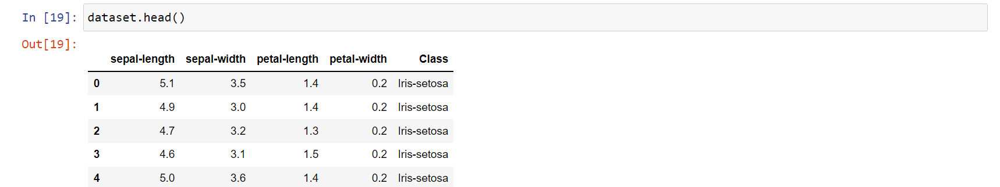 In [19]: dataset.head()
Out[19]:
sepal-length sepal-width petal-length petal-width Class
0 5.1 3.5 1.4 0.2 Iris-setosa
1 4.9 3.0 1.4 0.2 Iris-setosa
2 4.7 3.2 1.3 0.2 Iris-setosa
3 4.6 3.1 1.5 0.2 Iris-setosa
4 5.0 3.6 1.4 0.2 Iris-setosa